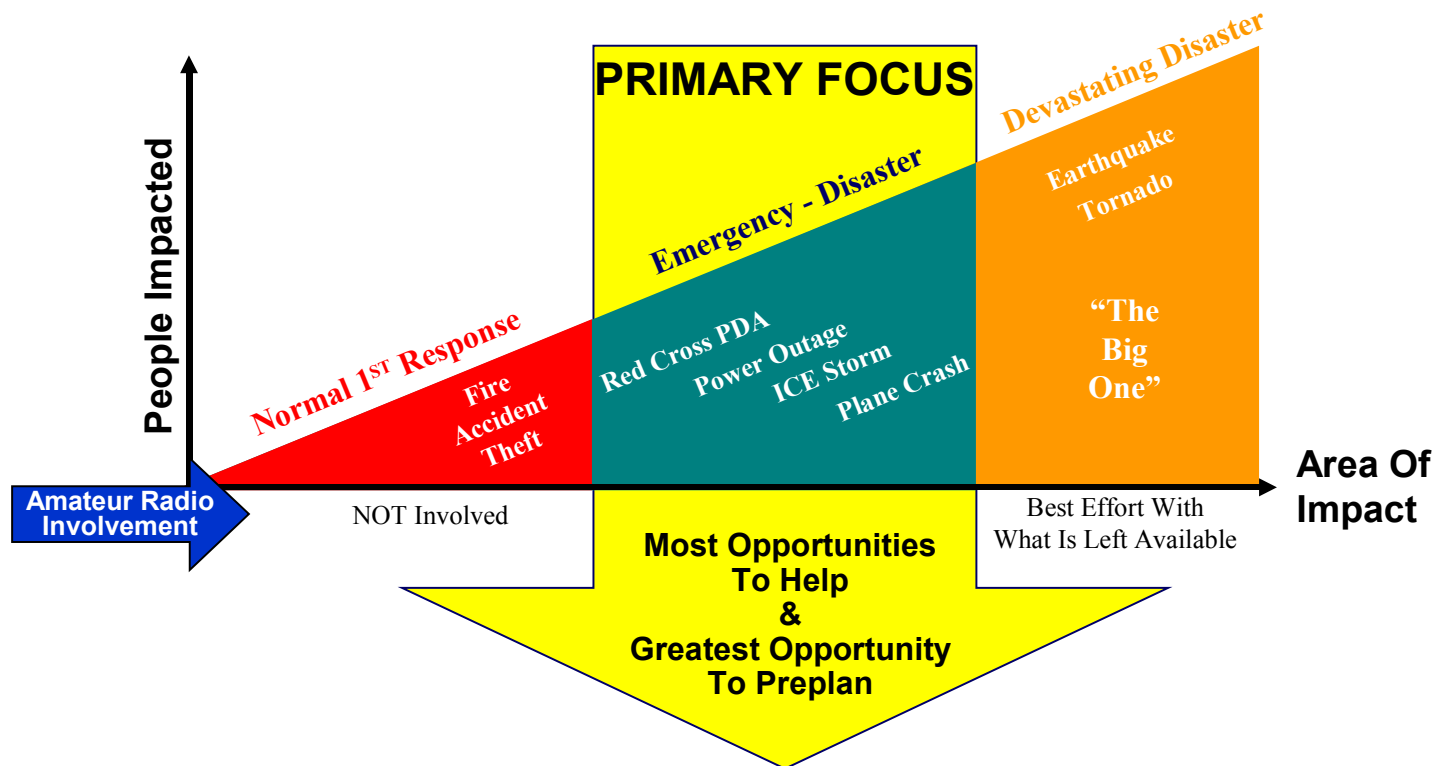 PRIMARY FOCUS
Devastating Disaster
Earthquake
Tornado
“The
Big
One”
Emergency - Disaster
Red Cross PDA
Power Outage
ICE Storm
Plane Crash
Normal 1ST Response
Fire
Accident
Theft
People Impacted
Area Of
Impact
Amateur Radio
Involvement
NOT Involved
Best Effort With
What Is Left Available
Most Opportunities
To Help
&
Greatest Opportunity
To Preplan